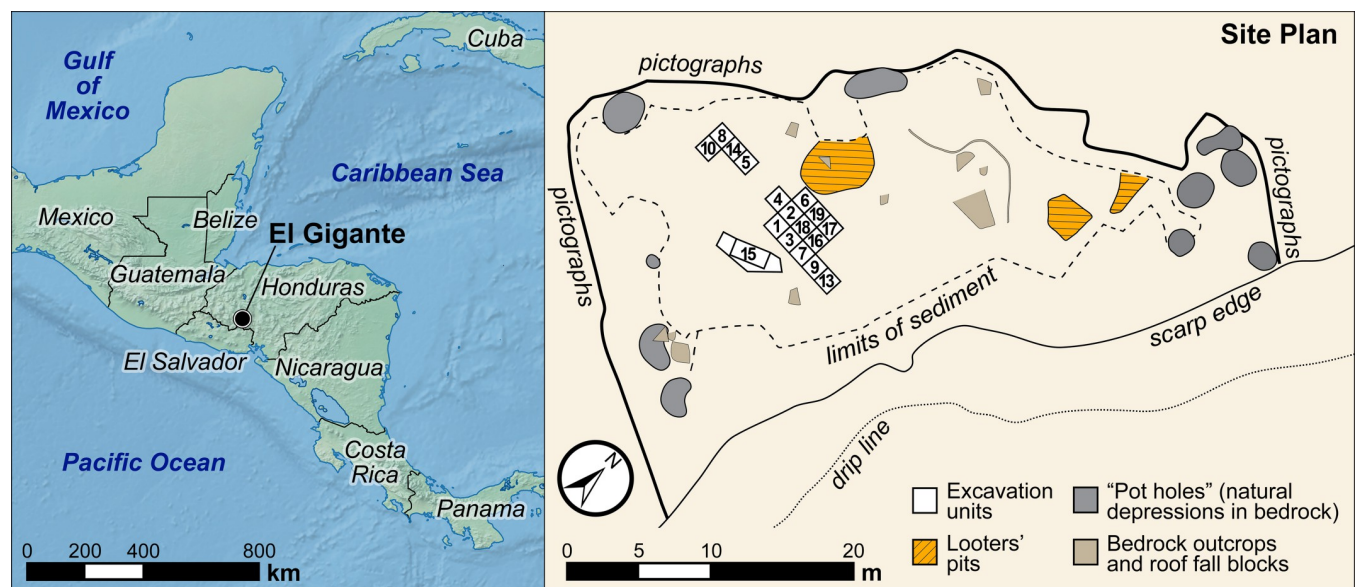 Gulf
of
Mexico
Cuba
Caribbean Sea
Mexico
Belize
El Gigante
Guatemala
Honduras
El Salvador
Nicaragua
Pacific Ocean
Costa
Rica
Panama
0 200 400 800
km
Site Plan
pictographs
pictographs
pictographs
8
10 14
5
4 6
2 19
1 18 17
3 16
15 7
9
13
limits of sediment
scarp edge
drip line
N
0 5 10 20
m
Excavation
units
Looters'
pits
"Pot holes" (natural
depressions in bedrock)
Bedrock outcrops
and roof fall blocks